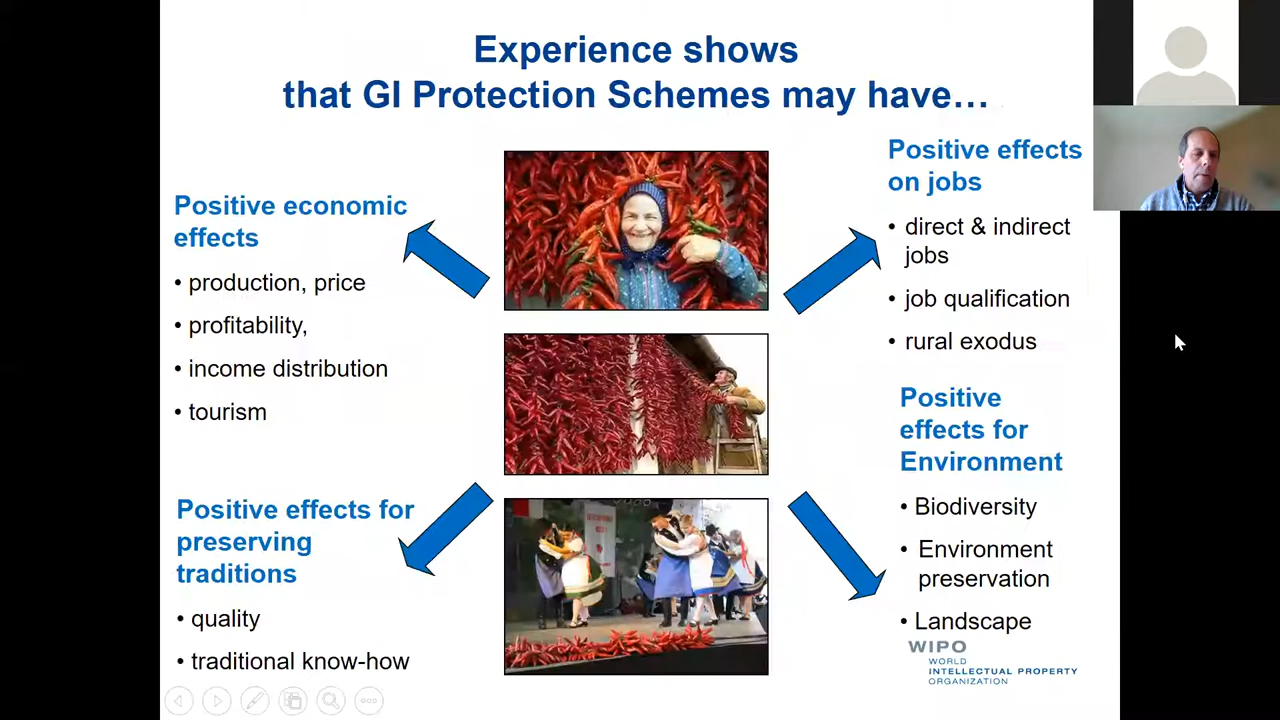 Experience shows
that GI Protection Schemes may have…
Positive economic
effects
• production, price
• profitability,
• income distribution
• tourism
Positive effects for
preserving
traditions
• quality
• traditional know-how
Positive effects
on jobs
• direct & indirect
jobs
• job qualification
• rural exodus
Positive
effects for
Environment
• Biodiversity
• Environment
preservation
• Landscape
WIPO
WORLD
INTELLECTUAL PROPERTY
ORGANIZATION